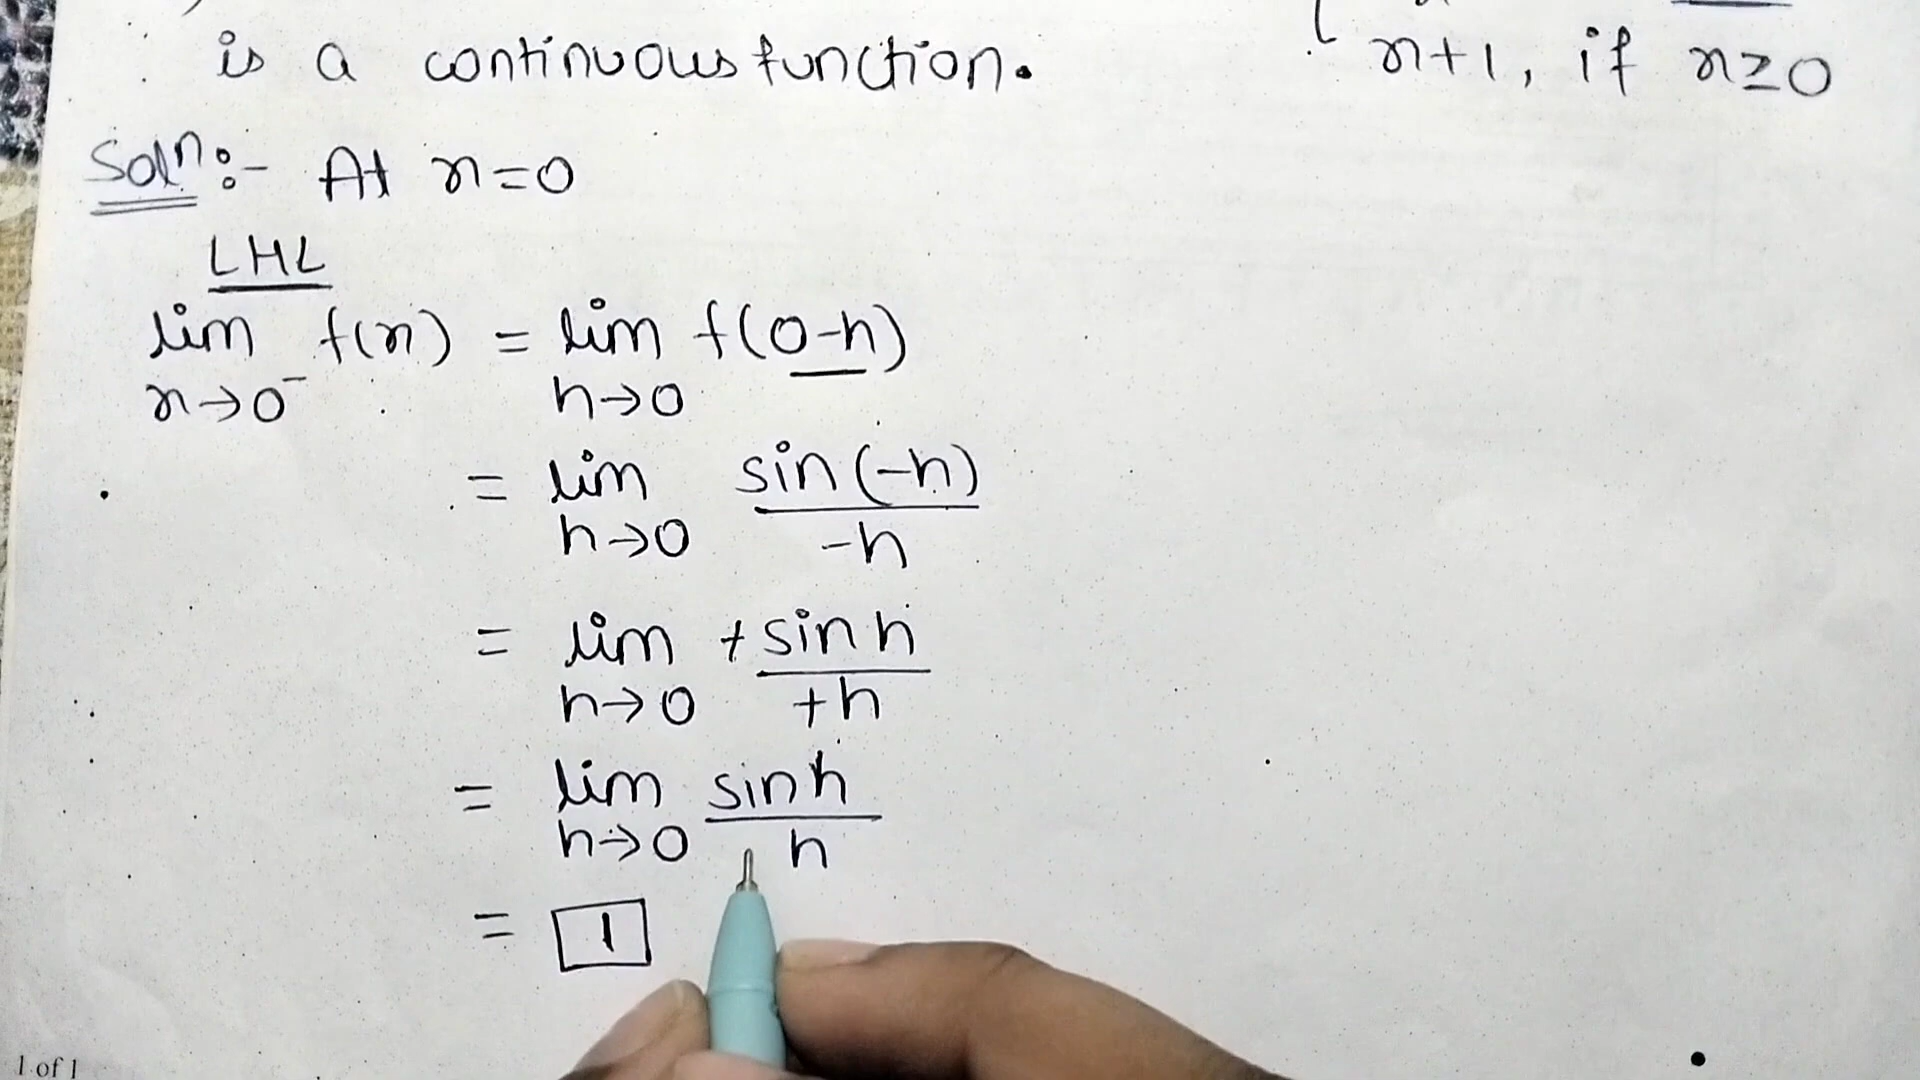 is a continuous function.
x+1, if x≥0
Solⁿ:- At x=0
LHL
lim f(x) = lim f(0-h)
x→0⁻ h→0
= lim sin(-h)
h→0 -h
= lim + sin h
h→0 +h
= lim sin h
h→0 h
= 1
1 of 1